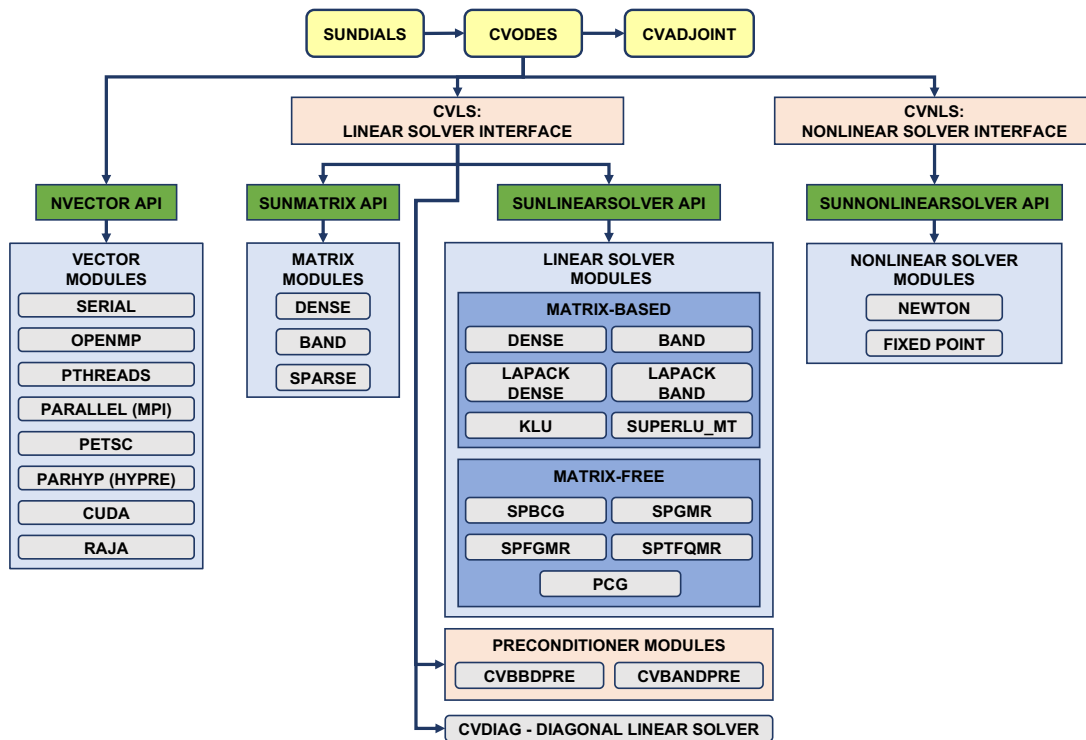 SUNDIALS
CVODES
CVADJOINT
CVLS:
LINEAR SOLVER INTERFACE
CVNLS:
NONLINEAR SOLVER INTERFACE
NVECTOR API
SUNMATRIX API
SUNLINEARSOLVER API
SUNNONLINEARSOLVER API
VECTOR
MODULES
SERIAL
OPENMP
PTHREADS
PARALLEL (MPI)
PETSC
PARHYP (HYPRE)
CUDA
RAJA
MATRIX
MODULES
DENSE
BAND
SPARSE
LINEAR SOLVER
MODULES
MATRIX-BASED
DENSE
BAND
LAPACK
DENSE
LAPACK
BAND
KLU
SUPERLU_MT
MATRIX-FREE
SPBCG
SPGMR
SPFGMR
SPTFQMR
PCG
NONLINEAR SOLVER
MODULES
NEWTON
FIXED POINT
PRECONDITIONER MODULES
CVBBDPRE
CVBANDPRE
CVDIAG - DIAGONAL LINEAR SOLVER